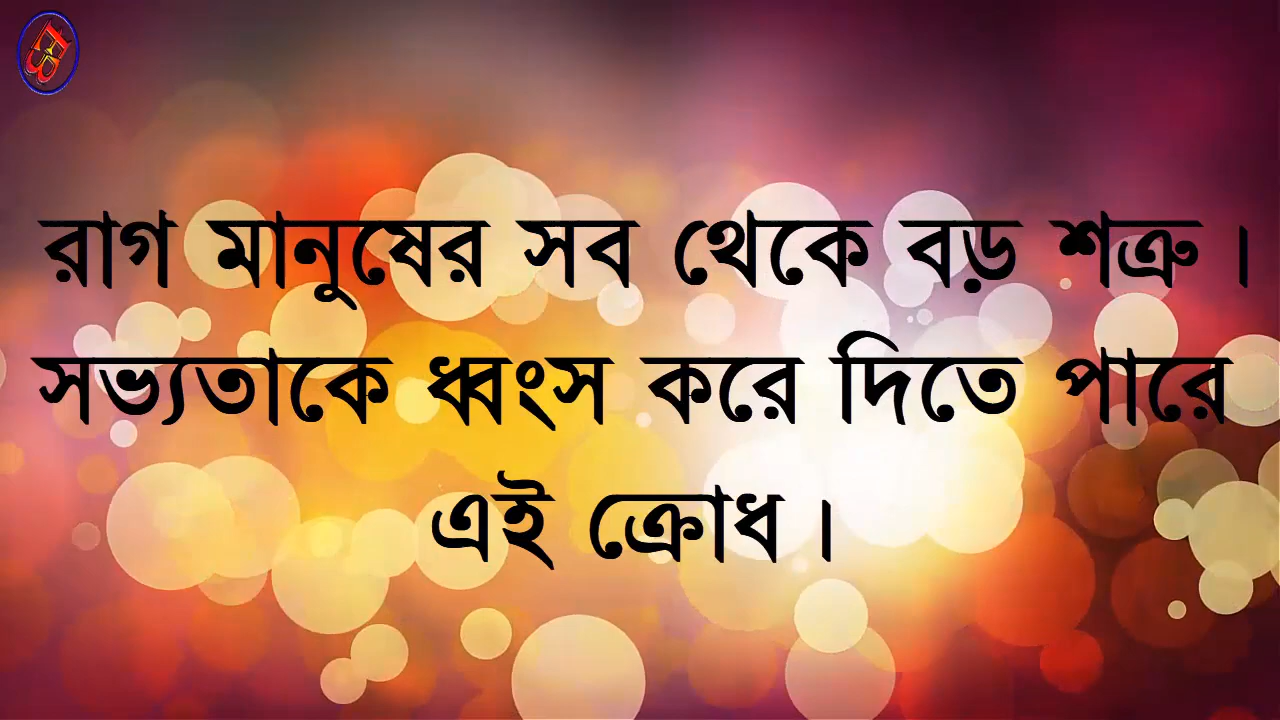 রাগ মানুষের সব থেকে বড় শত্রু।
সভ্যতাকে ধ্বংস করে দিতে পারে
এই ক্রোধ।